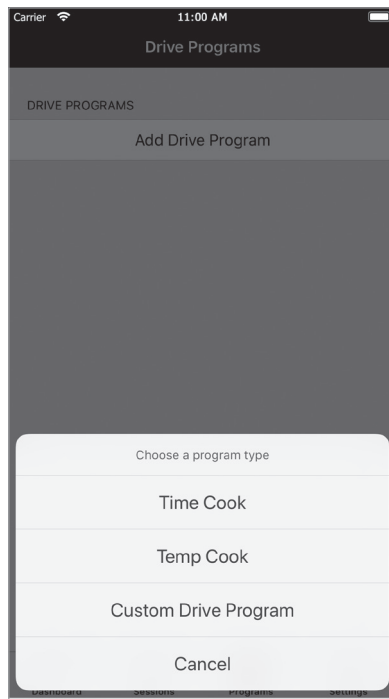 Carrier 11:00 AM
Drive Programs
DRIVE PROGRAMS
Add Drive Program
Choose a program type
Time Cook
Temp Cook
Custom Drive Program
Cancel
Dashboard Sessions Programs Settings